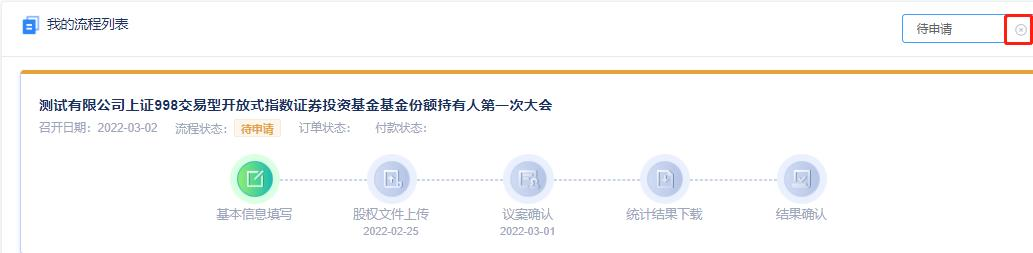 我的流程列表
待申请
测试有限公司上证998交易型开放式指数证券投资基金基金份额持有人第一次大会
召开日期：2022-03-02 流程状态：待申请 订单状态： 付款状态：
基本信息填写 股权文件上传 议案确认 统计结果下载 结果确认
2022-02-25 2022-03-01